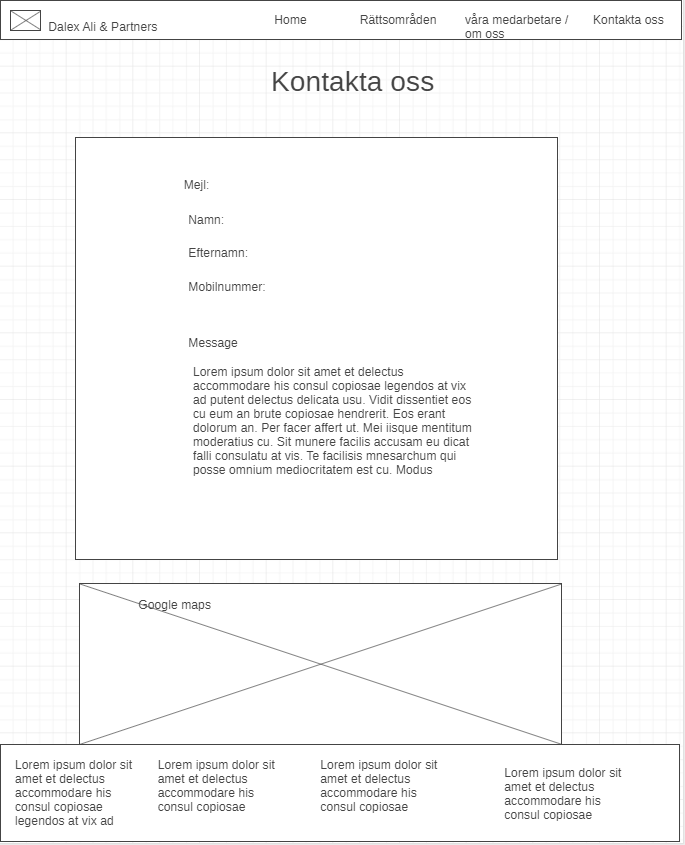 Dalex Ali & Partners
Home
Rättsområden
våra medarbetare /
om oss
Kontakta oss
Kontakta oss
Mejl:
Namn:
Efternamn:
Mobilnummer:
Message
Lorem ipsum dolor sit amet et delectus
accommodare his consul copiosae legendos at vix
ad putent delectus delicata usu. Vidit dissentiet eos
cu eum an brute copiosae hendrerit. Eos erant
dolorum an. Per facer affert ut. Mei iisque mentitum
moderatius cu. Sit munere facilis accusam eu dicat
falli consulatu at vis. Te facilisis mnesarchum qui
posse omnium mediocritatem est cu. Modus
Google maps
Lorem ipsum dolor sit
amet et delectus
accommodare his
consul copiosae
legendos at vix ad
Lorem ipsum dolor sit
amet et delectus
accommodare his
consul copiosae
Lorem ipsum dolor sit
amet et delectus
accommodare his
consul copiosae
Lorem ipsum dolor sit
amet et delectus
accommodare his
consul copiosae